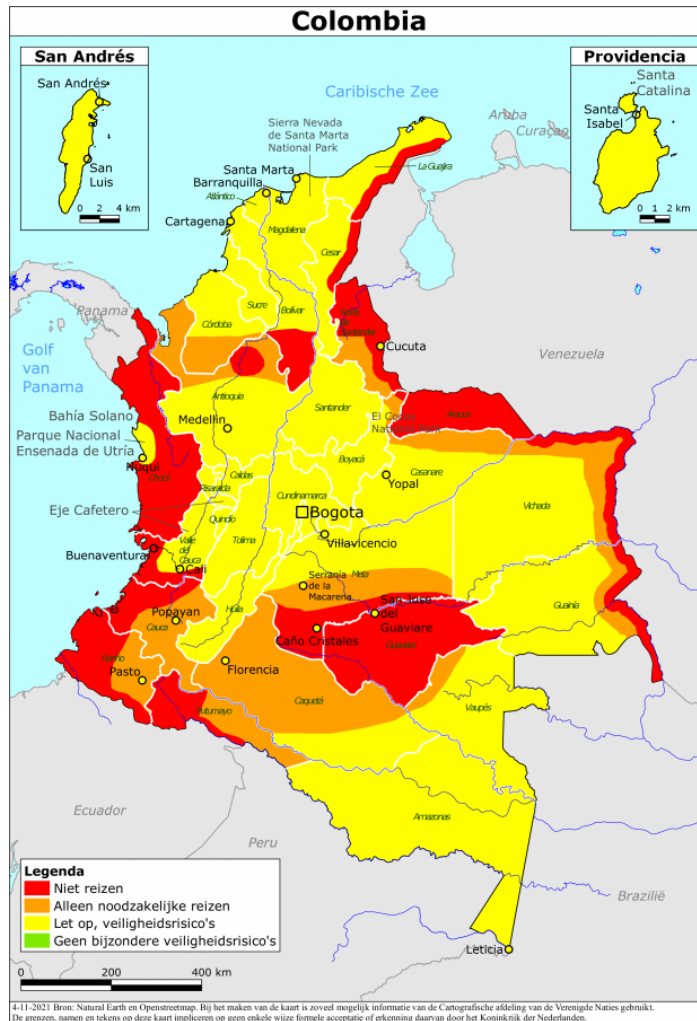 Colombia
San Andrés
San Andrés
San
Luis
0 2 4 km
Providencia
Santa
Catalina
Santa
Isabel
0 1 2 km
Caribische Zee
Aruba
Curaçao
Sierra Nevada
de Santa Marta
National Park
La Guajira
Santa Marta
Barranquilla
Atlántico
Cartagena
Magdalena
Cesar
Sucre
Bolívar
Córdoba
Norte
de
Santander
Panama
Golf
van
Panama
Cucuta
Venezuela
Antioquia
Santander
Arauca
Medellin
El Cocuy
National Park
Bahía Solano
Parque Nacional
Ensenada de Utría
Nuqui
Chocó
Boyacá
Yopal
Casanare
Caldas
Risaralda
Cundinamarca
Vichada
Eje Cafetero
Quindío
Bogota
Tolima
Villavicencio
Valle
del
Cauca
Buenaventura
Cali
Meta
Serranía
de la
Macarena
San Jose
del
Guaviare
Guainía
Popayan
Cauca
Huila
Caño Cristales
Guaviare
Nariño
Pasto
Florencia
Caquetá
Putumayo
Vaupés
Ecuador
Peru
Amazonas
Brazilië
Leticia
Legenda
Niet reizen
Alleen noodzakelijke reizen
Let op, veiligheidsrisico's
Geen bijzondere veiligheidsrisico's
0 200 400 km
4-11-2021 Bron: Natural Earth en Openstreetmap. Bij het maken van de kaart is zoveel mogelijk informatie van de Cartografische afdeling van de Verenigde Naties gebruikt.
De grenzen, namen en tekens op deze kaart impliceren op geen enkele wijze formele acceptatie of erkenning daarvan door het Koninkrijk der Nederlanden.